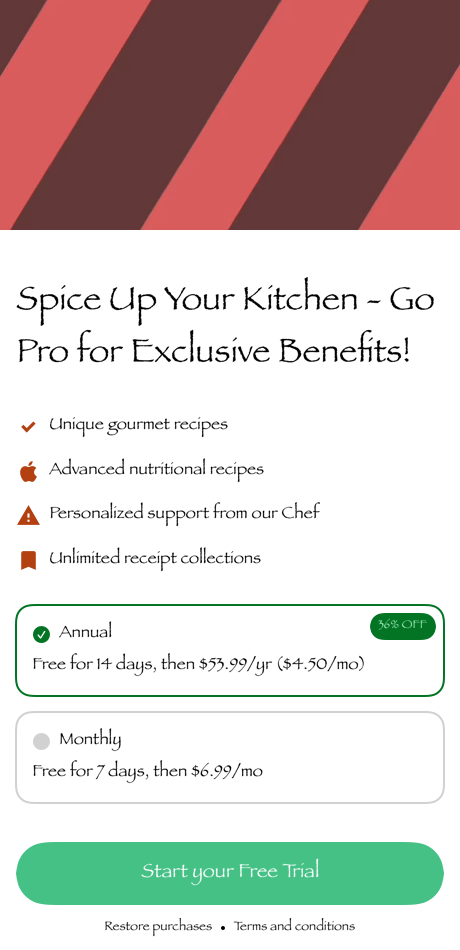 Spice Up Your Kitchen - Go
Pro for Exclusive Benefits!
Unique gourmet recipes
Advanced nutritional recipes
Personalized support from our Chef
Unlimited receipt collections
Annual
36% OFF
Free for 14 days, then $53.99/yr ($4.50/mo)
Monthly
Free for 7 days, then $6.99/mo
Start your Free Trial
Restore purchases • Terms and conditions